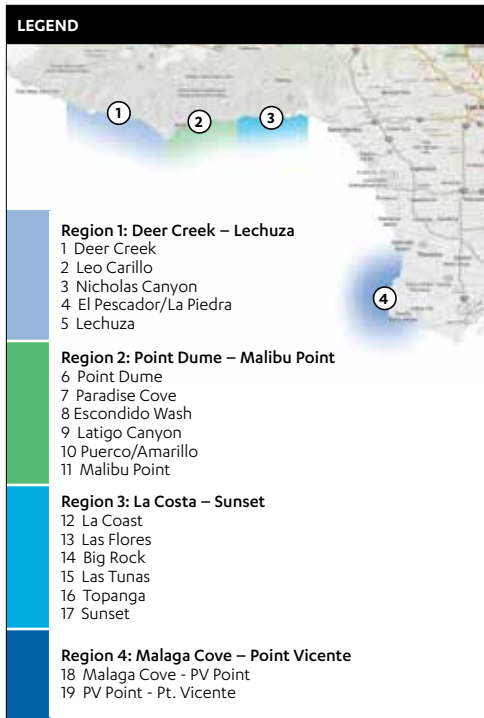 LEGEND
1
2
3
4
Region 1: Deer Creek – Lechuza
1 Deer Creek
2 Leo Carillo
3 Nicholas Canyon
4 El Pescador/La Piedra
5 Lechuza
Region 2: Point Dume – Malibu Point
6 Point Dume
7 Paradise Cove
8 Escondido Wash
9 Latigo Canyon
10 Puerco/Amarillo
11 Malibu Point
Region 3: La Costa – Sunset
12 La Coast
13 Las Flores
14 Big Rock
15 Las Tunas
16 Topanga
17 Sunset
Region 4: Malaga Cove – Point Vicente
18 Malaga Cove - PV Point
19 PV Point - Pt. Vicente